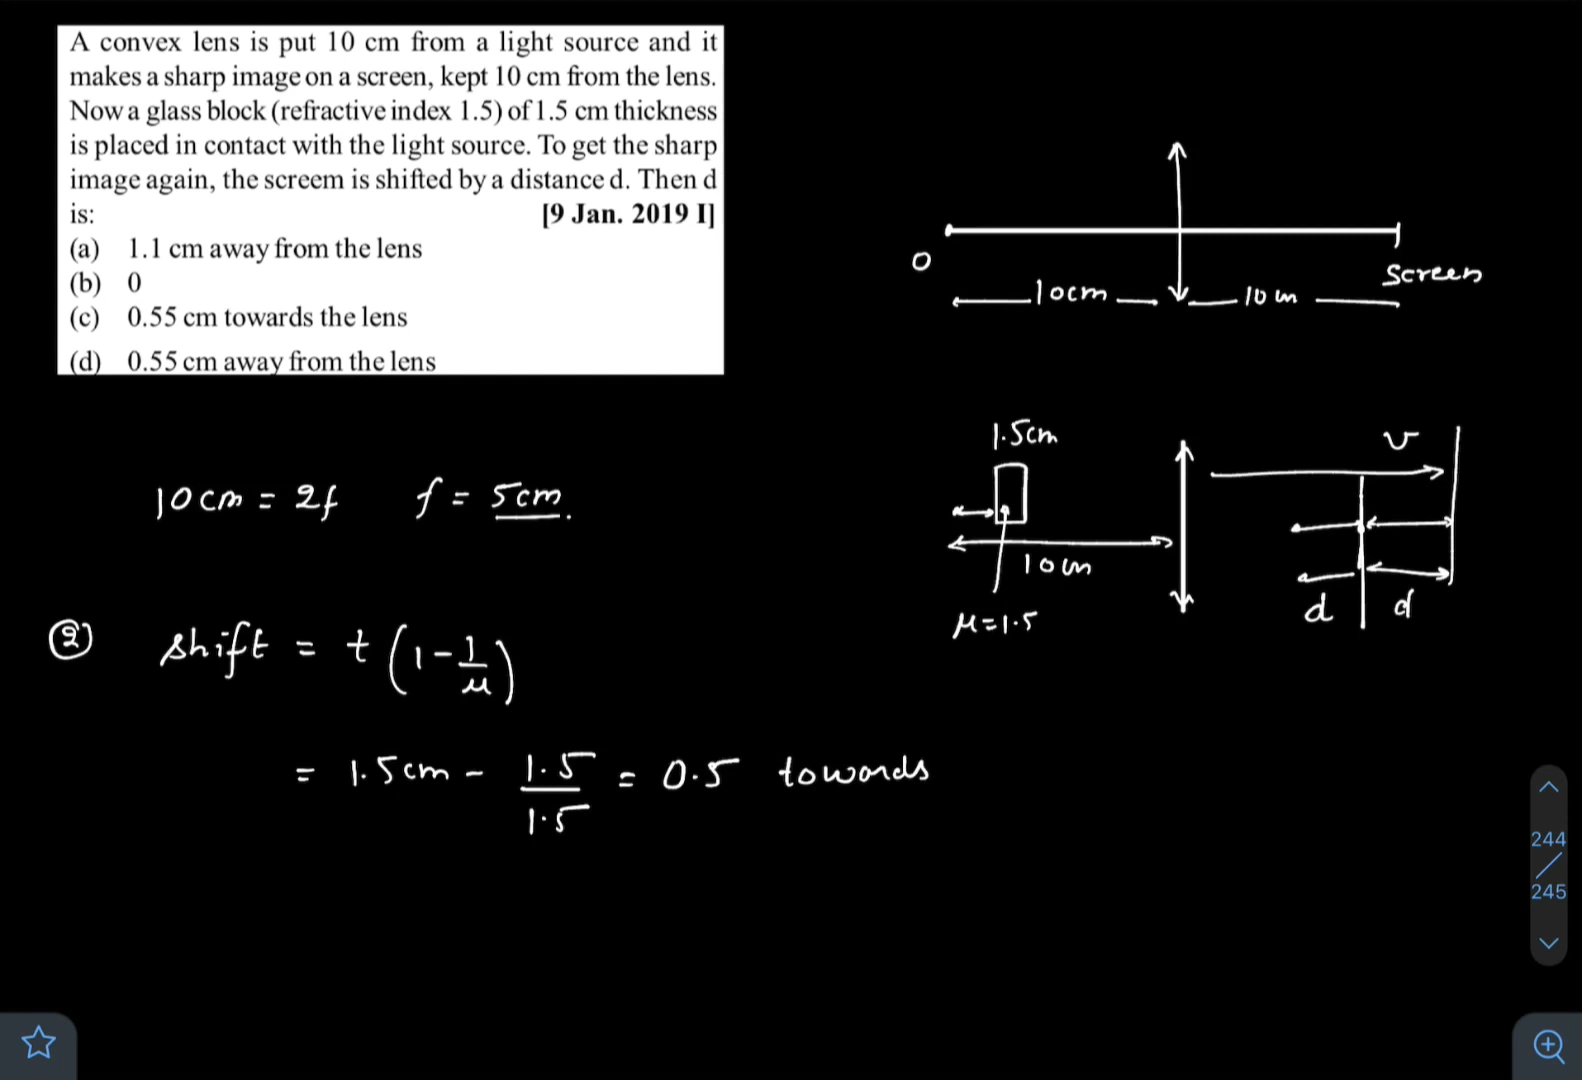 A convex lens is put 10 cm from a light source and it
makes a sharp image on a screen, kept 10 cm from the lens.
Now a glass block (refractive index 1.5) of 1.5 cm thickness
is placed in contact with the light source. To get the sharp
image again, the screem is shifted by a distance d. Then d
is: [9 Jan. 2019 I]
(a) 1.1 cm away from the lens
(b) 0
(c) 0.55 cm towards the lens
(d) 0.55 cm away from the lens
O
Screen
10cm
10 cm
1.5cm
v
10cm = 2f f = 5cm.
10cm
μ=1.5
d d
② shift = t(1-1/μ)
= 1.5cm - 1.5/1.5 = 0.5 towards
244
/
245